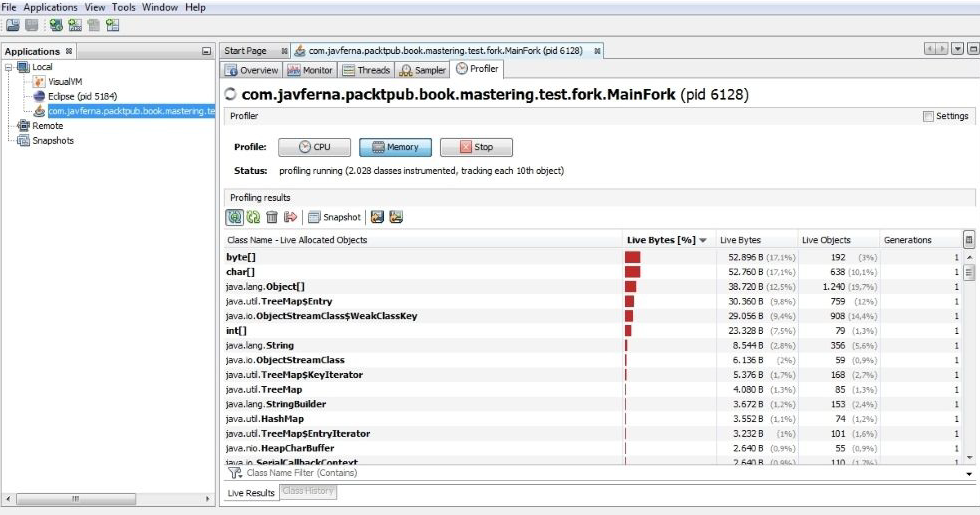 File Applications View Tools Window Help
Applications
Local
VisualVM
Eclipse (pid 5184)
com.javferna.packtpub.book.mastering.te
Remote
Snapshots
Start Page com.javferna.packtpub.book.mastering.test.fork.MainFork (pid 6128)
Overview Monitor Threads Sampler Profiler
com.javferna.packtpub.book.mastering.test.fork.MainFork (pid 6128)
Profiler Settings
Profile: CPU Memory Stop
Status: profiling running (2.028 classes instrumented, tracking each 10th object)
Profiling results
Snapshot
Class Name - Live Allocated Objects Live Bytes [%] Live Bytes Live Objects Generations
byte[] 52.896 B (17,1%) 192 (3%) 1
char[] 52.760 B (17,1%) 638 (10,1%) 1
java.lang.Object[] 38.720 B (12,5%) 1.240 (19,7%) 1
java.util.TreeMap$Entry 30.360 B (9,8%) 759 (12%) 1
java.io.ObjectStreamClass$WeakClassKey 29.056 B (9,4%) 908 (14,4%) 1
int[] 23.328 B (7,5%) 79 (1,3%) 1
java.lang.String 8.544 B (2,8%) 356 (5,6%) 1
java.io.ObjectStreamClass 6.136 B (2%) 59 (0,9%) 1
java.util.TreeMap$KeyIterator 5.376 B (1,7%) 168 (2,7%) 1
java.util.TreeMap 4.080 B (1,3%) 85 (1,3%) 1
java.lang.StringBuilder 3.672 B (1,2%) 153 (2,4%) 1
java.util.HashMap 3.552 B (1,1%) 74 (1,2%) 1
java.util.TreeMap$EntryIterator 3.232 B (1%) 101 (1,6%) 1
java.nio.HeapCharBuffer 2.640 B (0,9%) 55 (0,9%) 1
java.io.SerialCallbackContext 2.640 B (0,9%) 110 (1,7%) 1
Class Name Filter (Contains)
Live Results Class History